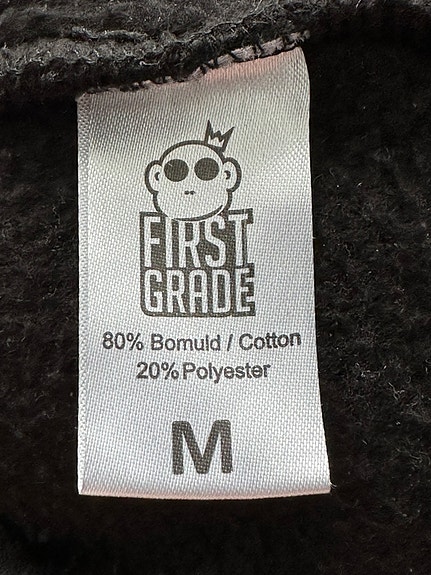 FIRST
GRADE
80% Bomuld / Cotton
20% Polyester
M